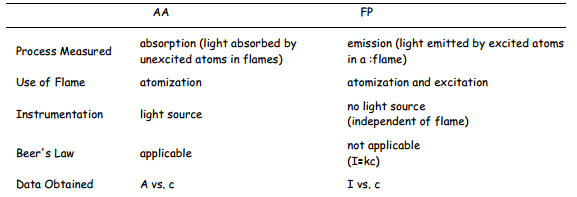 AA FP
Process Measured absorption (light absorbed by unexcited atoms in flames) emission (light emitted by excited atoms in a :flame)
Use of Flame atomization atomization and excitation
Instrumentation light source no light source (independent of flame)
Beer's Law applicable not applicable (I=kc)
Data Obtained A vs. c I vs. c